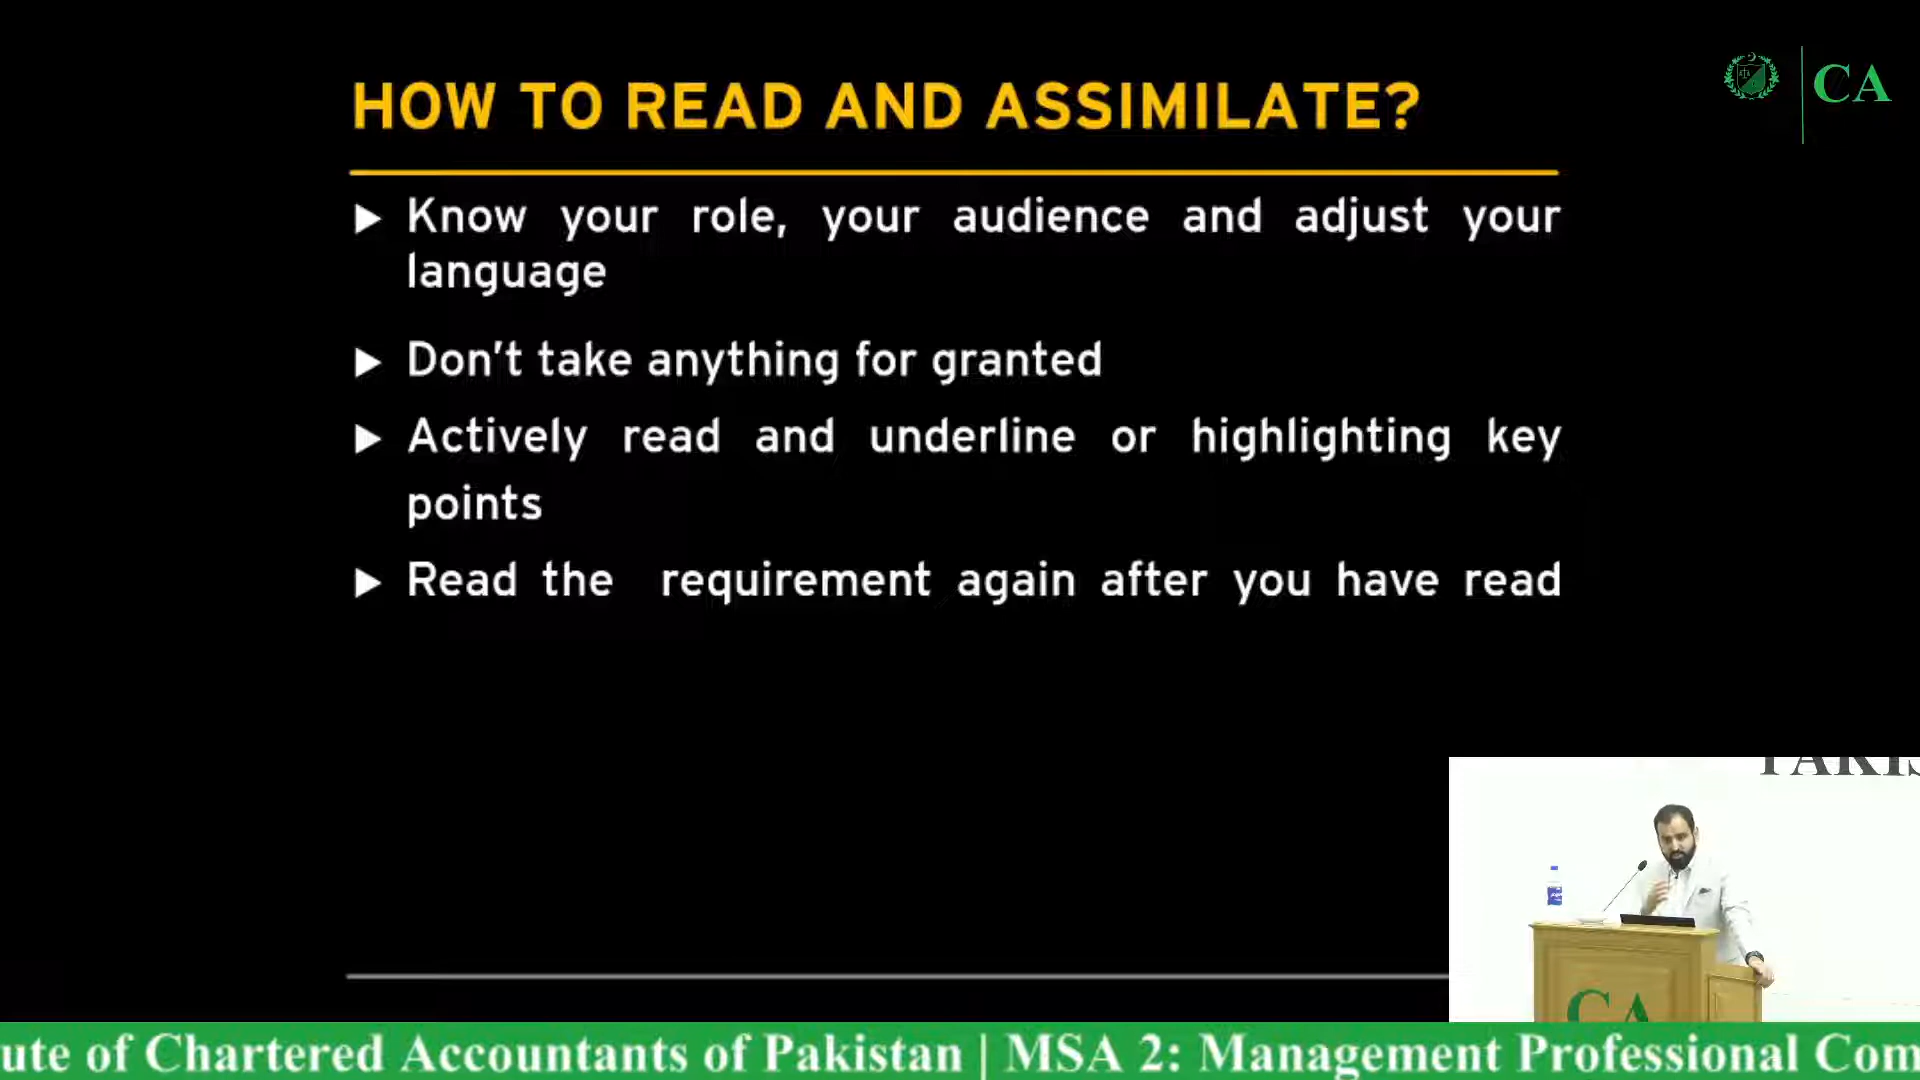 HOW TO READ AND ASSIMILATE?
CA
Know your role, your audience and adjust your
language
Don’t take anything for granted
Actively read and underline or highlighting key
points
Read the requirement again after you have read
CA
ute of Chartered Accountants of Pakistan | MSA 2: Management Professional Com